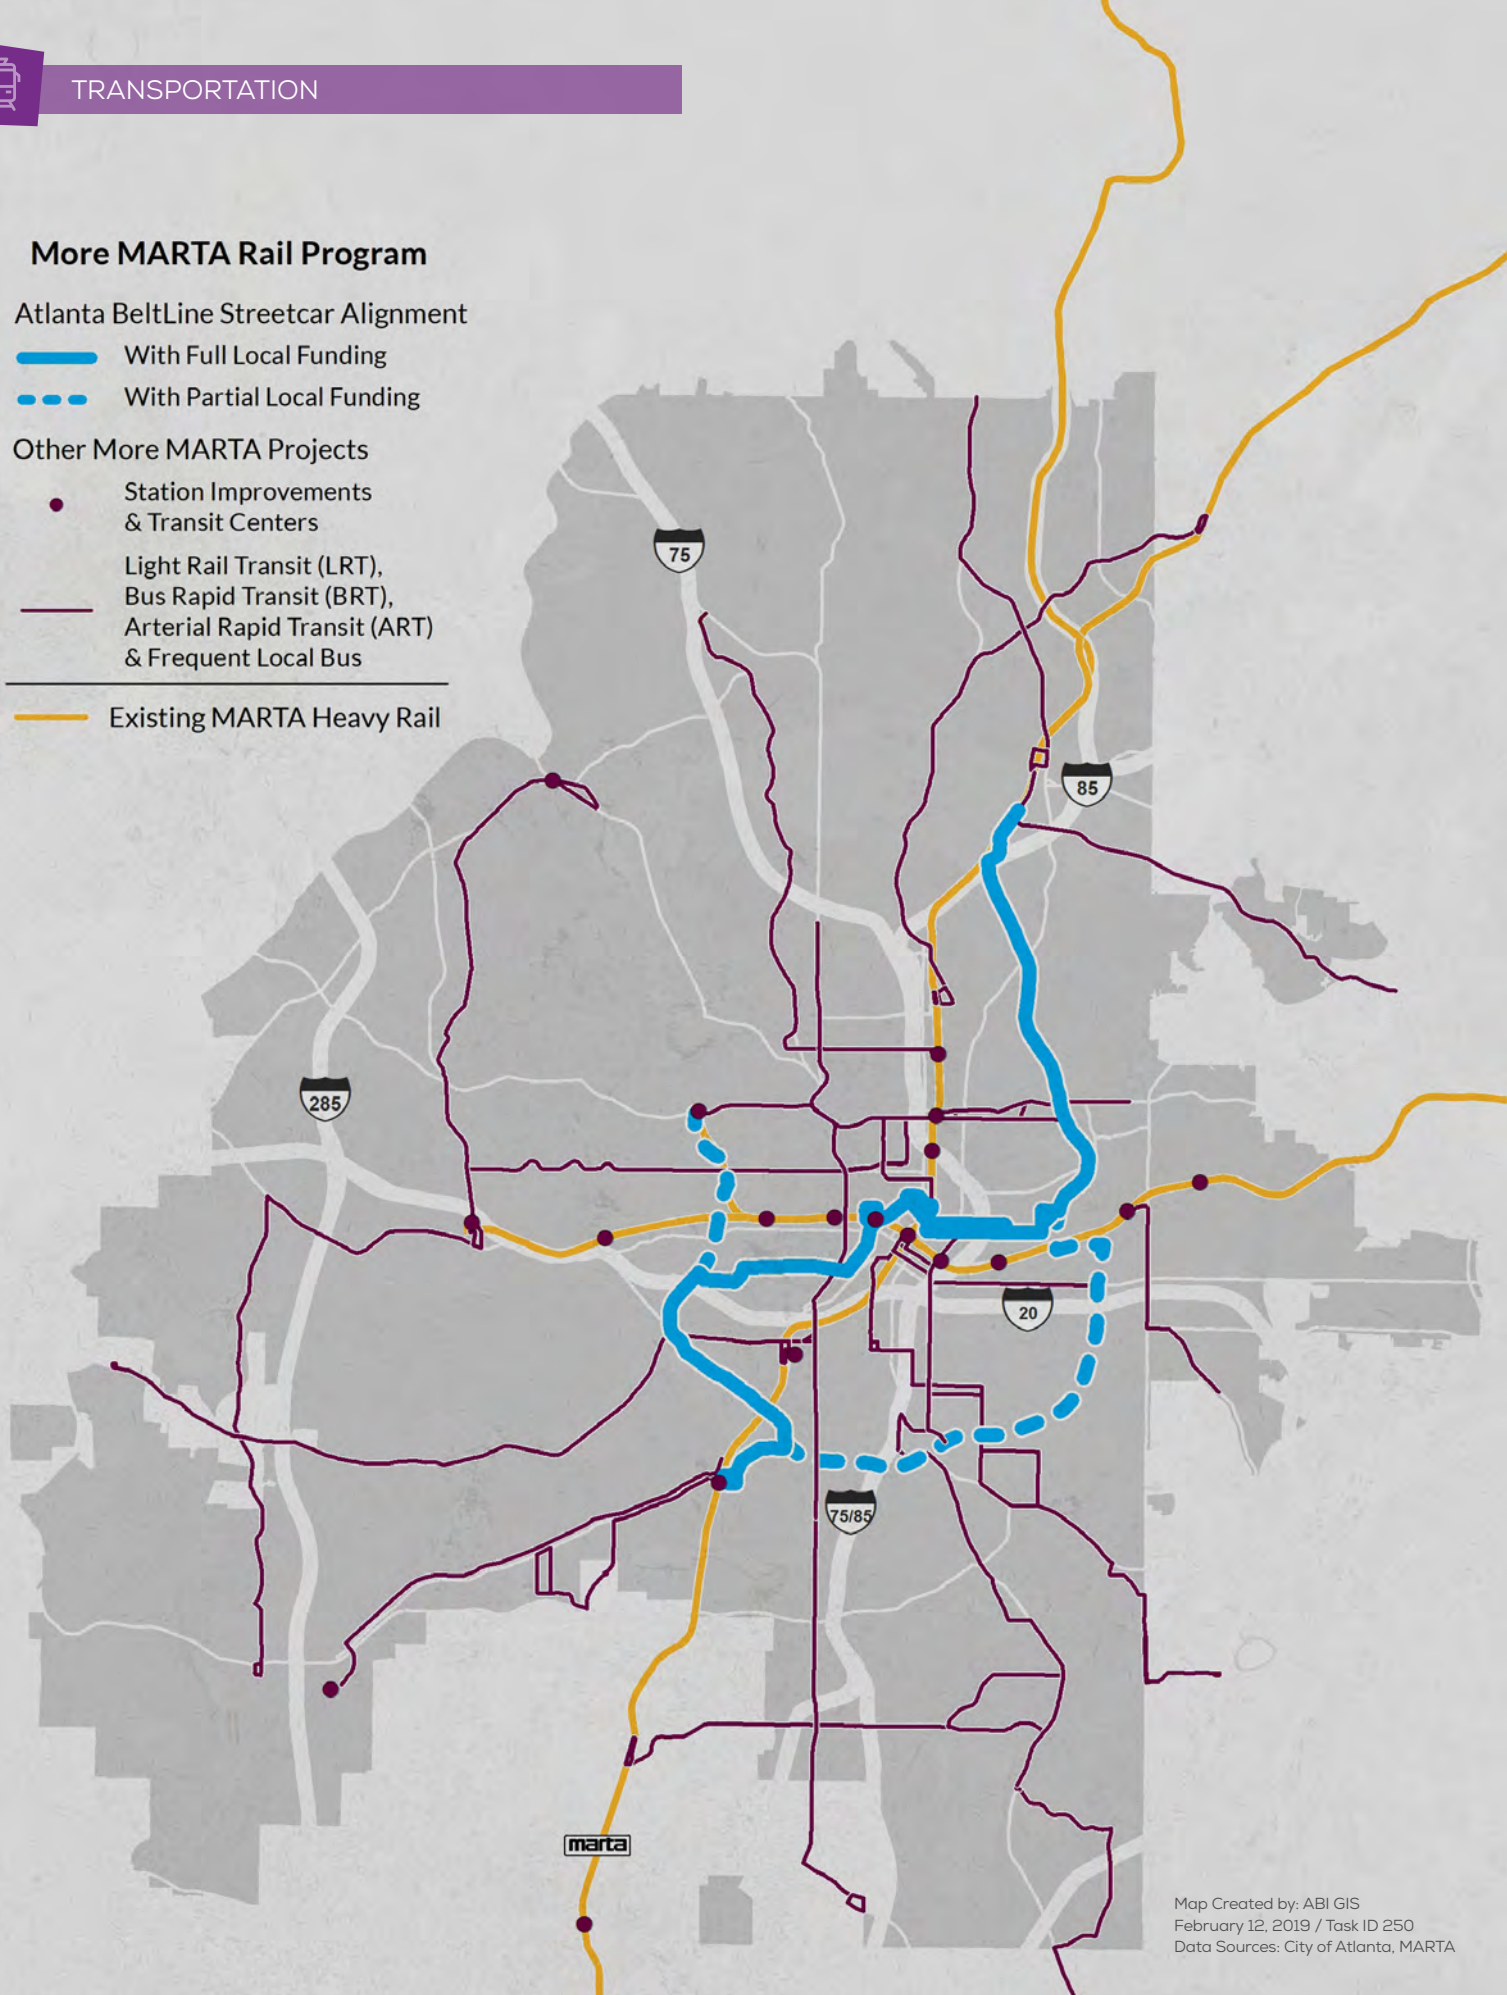 TRANSPORTATION
More MARTA Rail Program
Atlanta BeltLine Streetcar Alignment
With Full Local Funding
With Partial Local Funding
Other More MARTA Projects
Station Improvements
& Transit Centers
Light Rail Transit (LRT),
Bus Rapid Transit (BRT),
Arterial Rapid Transit (ART)
& Frequent Local Bus
Existing MARTA Heavy Rail
75
85
285
20
75/85
marta
Map Created by: ABI GIS
February 12, 2019 / Task ID 250
Data Sources: City of Atlanta, MARTA